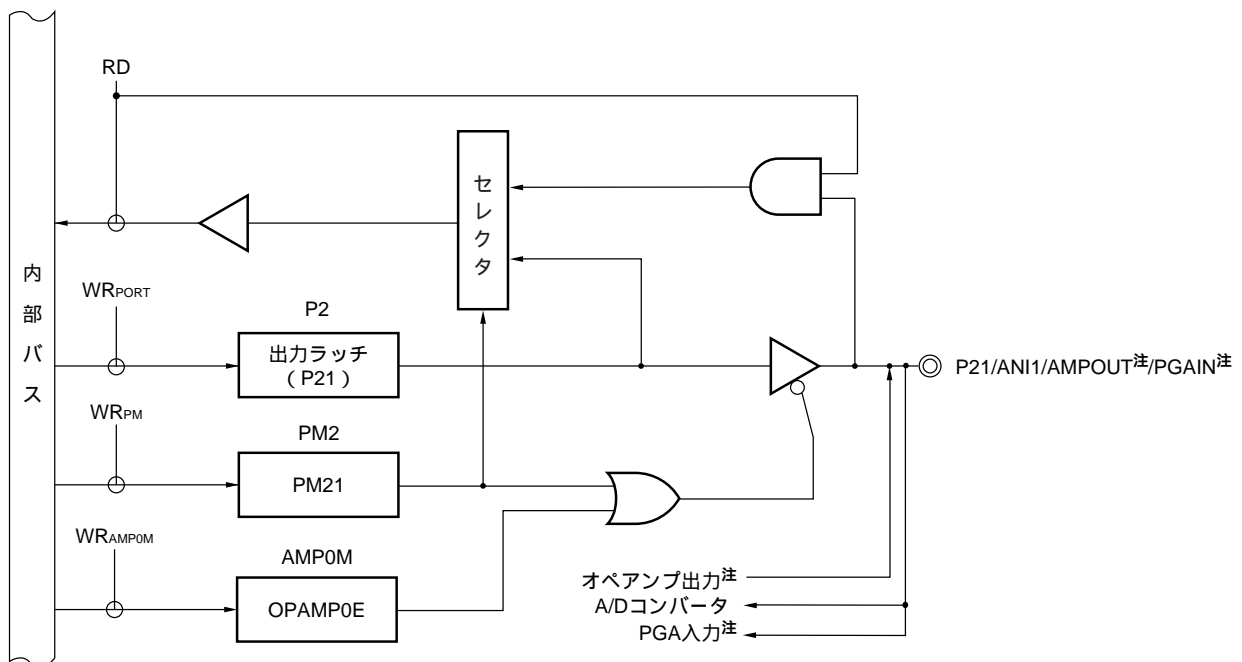 RD
セレクタ
内部バス
WRPORT
P2
出力ラッチ
（P21）
P21/ANI1/AMPOUT注/PGAIN注
WRPM
PM2
PM21
WRAMP0M
AMP0M
OPAMP0E
オペアンプ出力注
A/Dコンバータ
PGA入力注